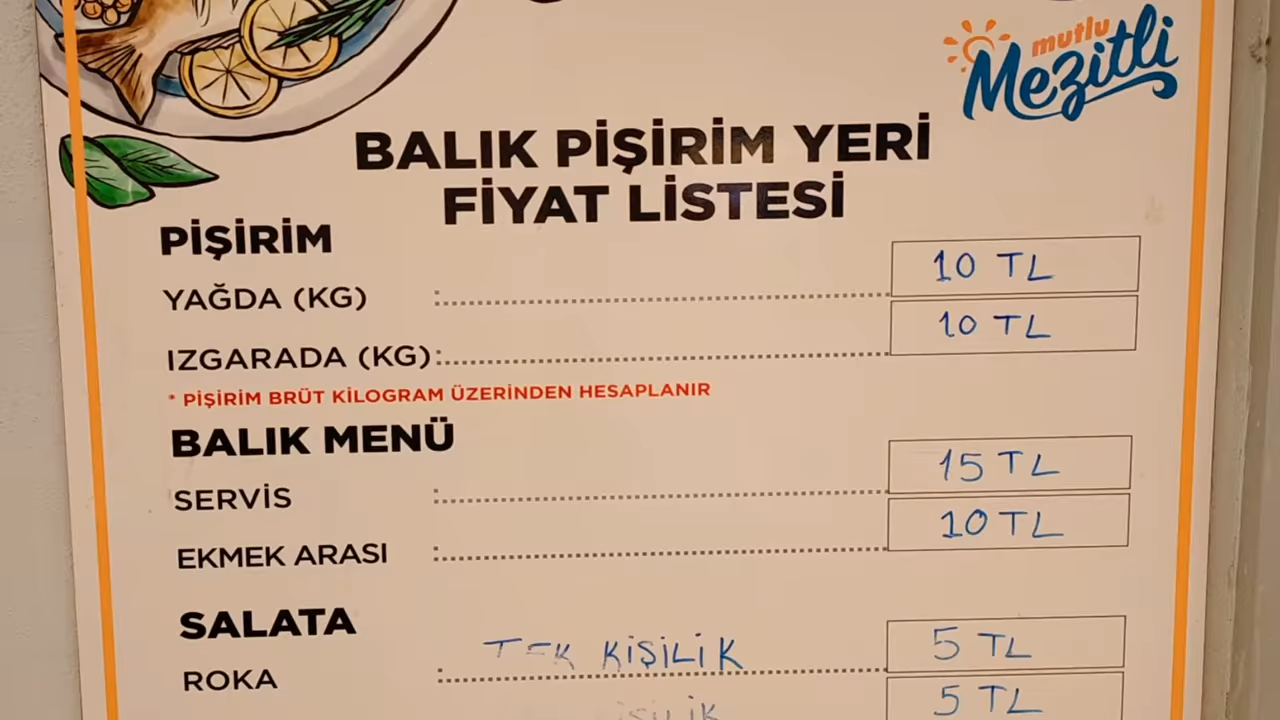 mutlu
Mezitli
BALIK PİŞİRİM YERİ
FİYAT LİSTESİ
PİŞİRİM
YAĞDA (KG) : 10 TL
IZGARADA (KG): 10 TL
* PİŞİRİM BRÜT KİLOGRAM ÜZERİNDEN HESAPLANIR
BALIK MENÜ
SERVİS : 15 TL
EKMEK ARASI : 10 TL
SALATA
ROKA : TEK KİŞİLİK 5 TL
5 TL